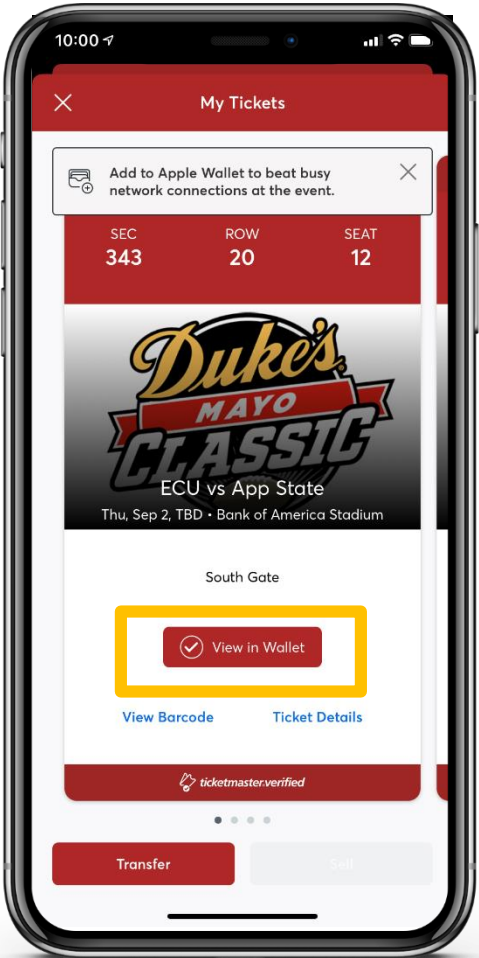 10:00
My Tickets
Add to Apple Wallet to beat busy
network connections at the event.
SEC ROW SEAT
343 20 12
Duke's
MAYO
CLASSIC
ECU vs App State
Thu, Sep 2, TBD • Bank of America Stadium
South Gate
View in Wallet
View Barcode Ticket Details
ticketmaster.verified
Transfer Sell